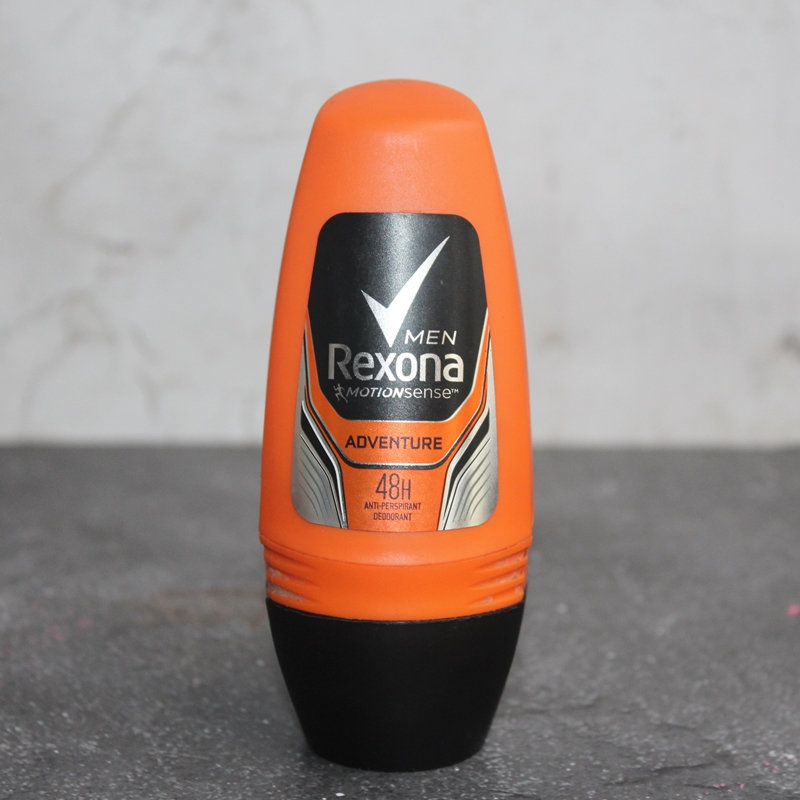 MEN
Rexona
MOTIONsense™
ADVENTURE
48H
ANTI-PERSPIRANT
DEODORANT